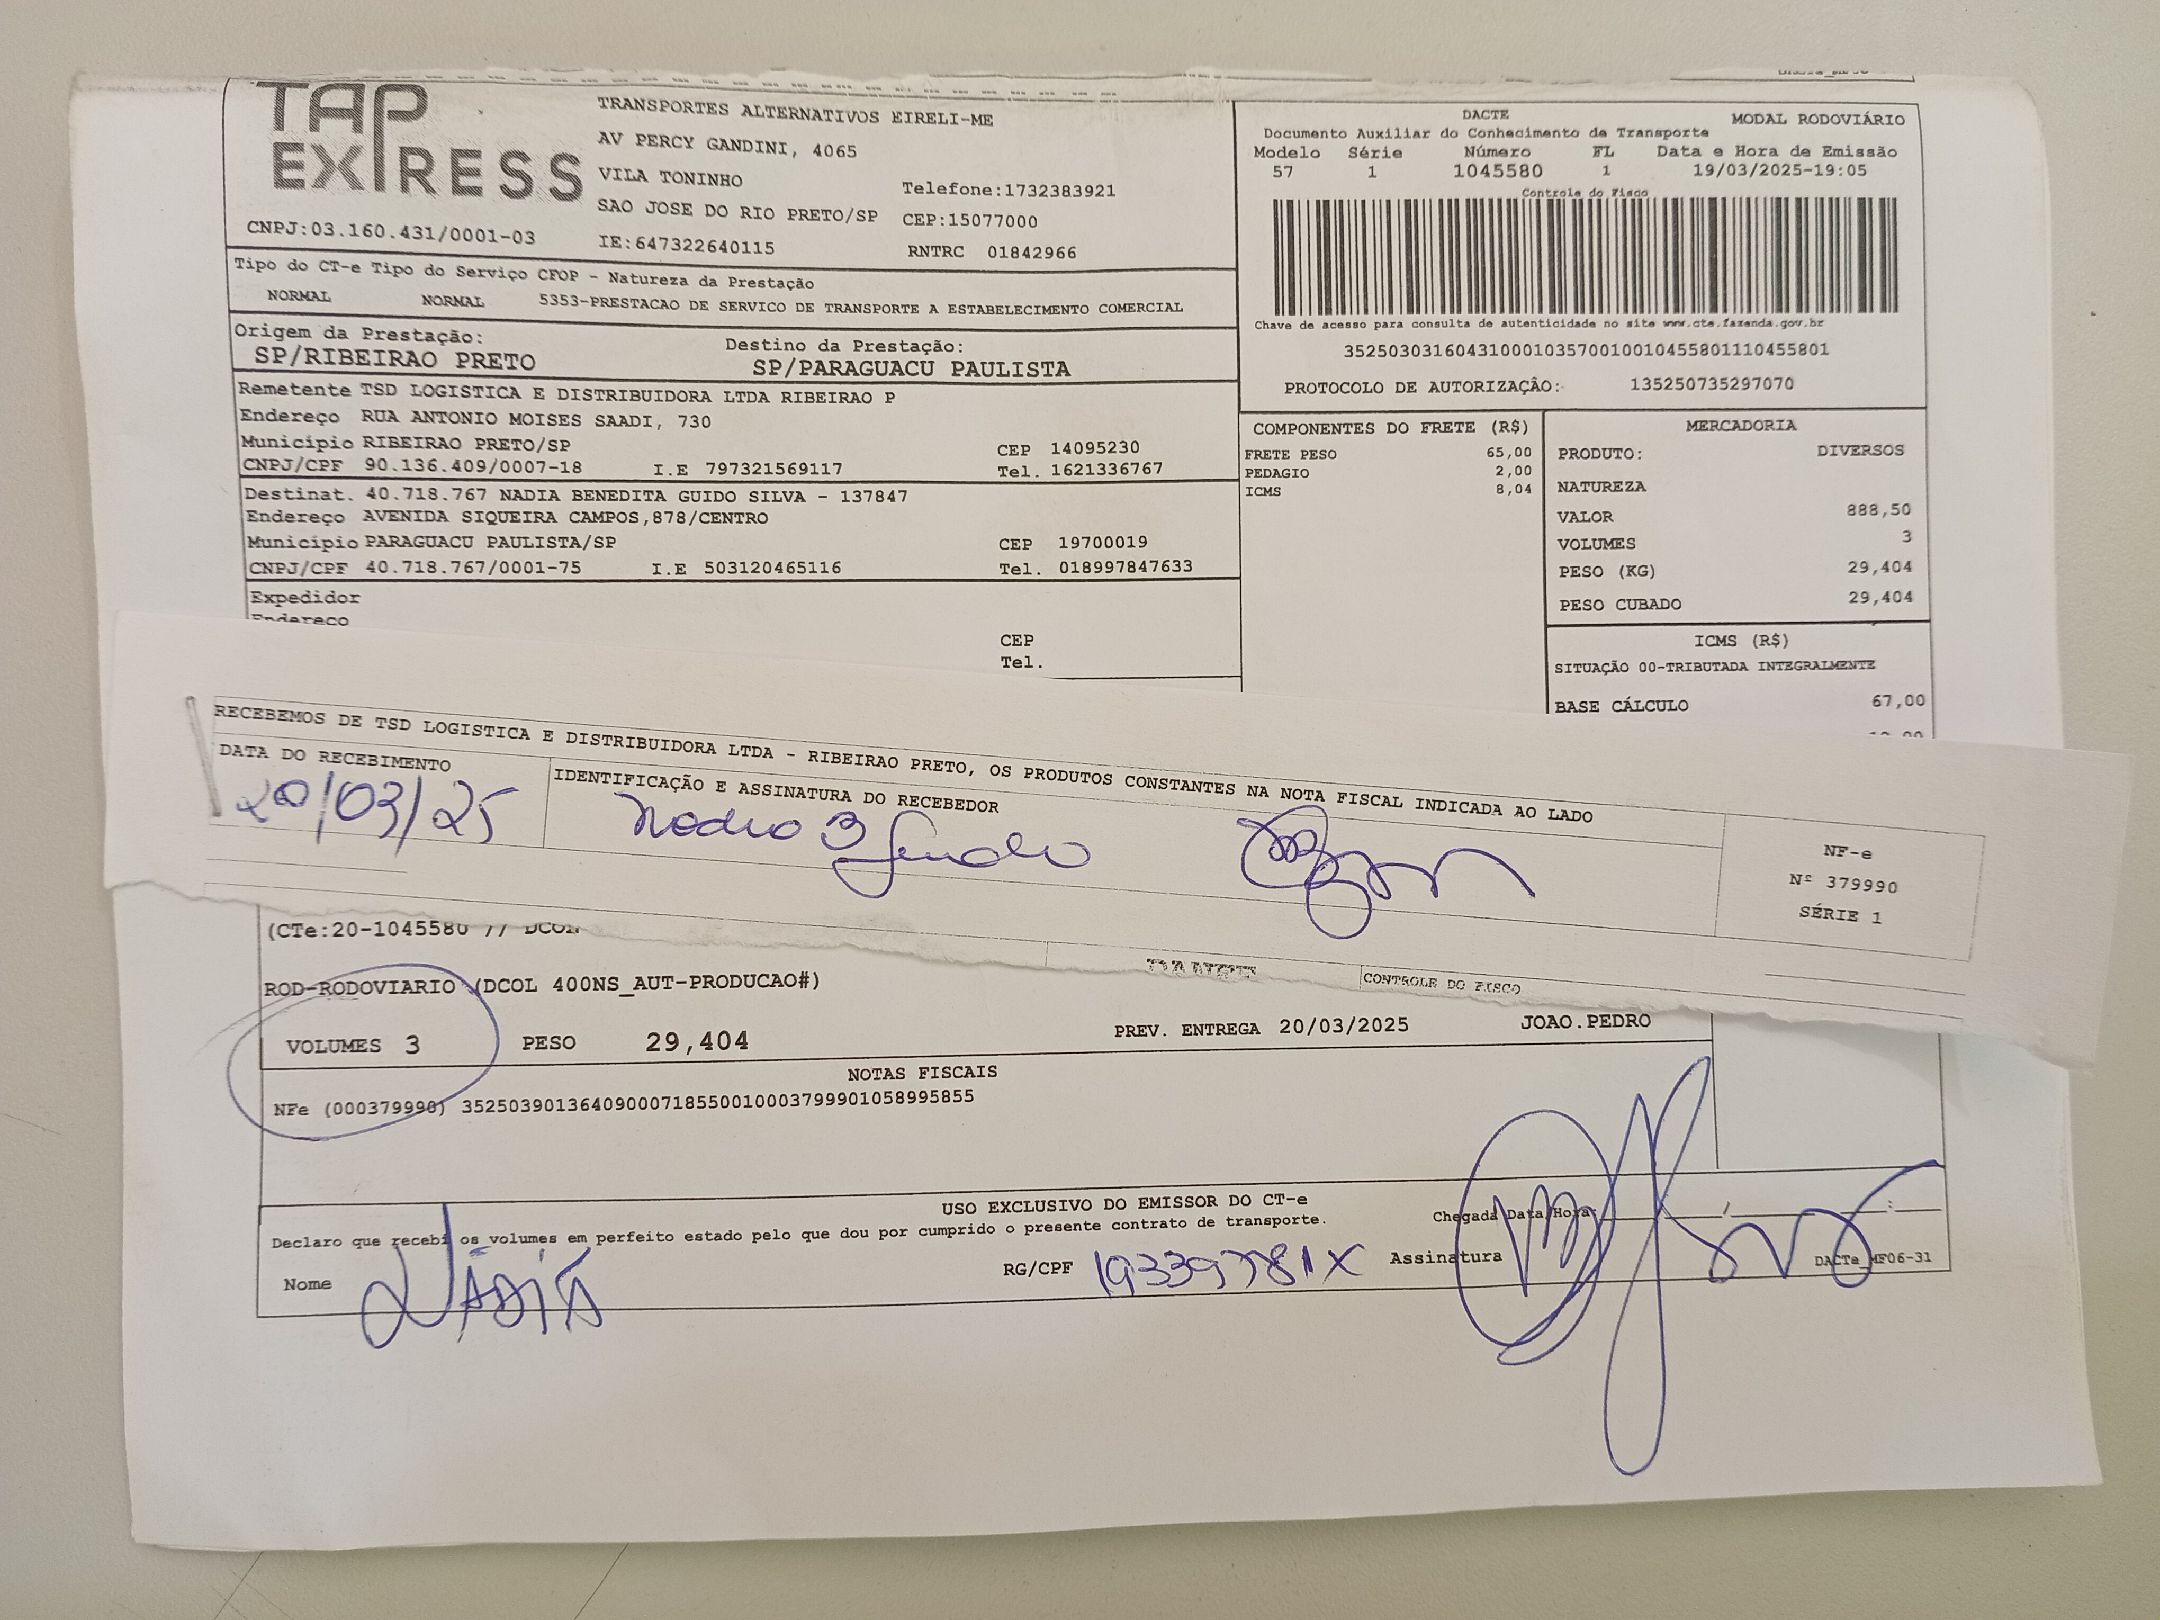 TAP EXPRESS
TRANSPORTES ALTERNATIVOS EIRELI-ME
AV PERCY GANDINI, 4065
VILA TONINHO
Telefone:1732383921
SAO JOSE DO RIO PRETO/SP CEP:15077000
CNPJ:03.160.431/0001-03 IE:647322640115 RNTRC 01842966
DACTE MODAL RODOVIÁRIO
Documento Auxiliar do Conhecimento de Transporte
Modelo Série Número FL Data e Hora de Emissão
57 1 1045580 1 19/03/2025-19:05
Controle do Fisco
Chave de acesso para consulta de autenticidade no site www.cte.fazenda.gov.br
35250303160431000103570010010455801110455801
PROTOCOLO DE AUTORIZAÇÃO: 135250735297070
Tipo do CT-e Tipo do Serviço CFOP - Natureza da Prestação
NORMAL NORMAL 5353-PRESTACAO DE SERVICO DE TRANSPORTE A ESTABELECIMENTO COMERCIAL
Origem da Prestação: Destino da Prestação:
SP/RIBEIRAO PRETO SP/PARAGUACU PAULISTA
Remetente TSD LOGISTICA E DISTRIBUIDORA LTDA RIBEIRAO P
Endereço RUA ANTONIO MOISES SAADI, 730
Município RIBEIRAO PRETO/SP CEP 14095230
CNPJ/CPF 90.136.409/0007-18 I.E 797321569117 Tel. 1621336767
Destinat. 40.718.767 NADIA BENEDITA GUIDO SILVA - 137847
Endereço AVENIDA SIQUEIRA CAMPOS,878/CENTRO
Município PARAGUACU PAULISTA/SP CEP 19700019
CNPJ/CPF 40.718.767/0001-75 I.E 503120465116 Tel. 018997847633
Expedidor
Endereço
CEP
Tel.
COMPONENTES DO FRETE (R$)
FRETE PESO 65,00
PEDAGIO 2,00
ICMS 8,04
MERCADORIA
PRODUTO: DIVERSOS
NATUREZA
VALOR 888,50
VOLUMES 3
PESO (KG) 29,404
PESO CUBADO 29,404
ICMS (R$)
SITUAÇÃO 00-TRIBUTADA INTEGRALMENTE
BASE CÁLCULO 67,00
RECEBEMOS DE TSD LOGISTICA E DISTRIBUIDORA LTDA - RIBEIRAO PRETO, OS PRODUTOS CONSTANTES NA NOTA FISCAL INDICADA AO LADO
DATA DO RECEBIMENTO IDENTIFICAÇÃO E ASSINATURA DO RECEBEDOR
20/03/25
NF-e
Nº 379990
SÉRIE 1
CONTROLE DO FISCO
(CTe:20-1045580 // DCOL
ROD-RODOVIARIO (DCOL 400NS_AUT-PRODUCAO#)
VOLUMES 3 PESO 29,404 PREV. ENTREGA 20/03/2025 JOAO.PEDRO
NOTAS FISCAIS
NFe (000379990) 35250390136409000718550010003799901058995855
USO EXCLUSIVO DO EMISSOR DO CT-e
Declaro que recebi os volumes em perfeito estado pelo que dou por cumprido o presente contrato de transporte. Chegada Data/Hora:
Nome NÁDIA RG/CPF Assinatura DACTe_MF06-31